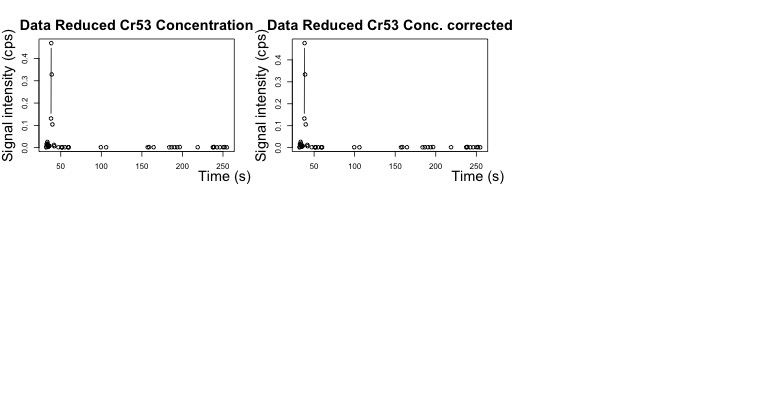 Data Reduced Cr53 Concentration
Signal intensity (cps)
0.0 0.1 0.2 0.3 0.4
50 100 150 200 250
Time (s)
Data Reduced Cr53 Conc. corrected
Signal intensity (cps)
0.0 0.1 0.2 0.3 0.4
50 100 150 200 250
Time (s)